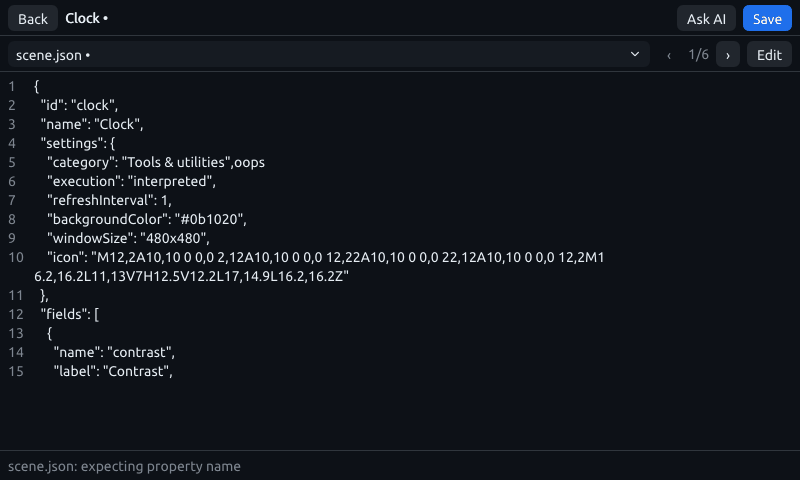 Back Clock • Ask AI Save
scene.json • ‹ 1/6 › Edit
1 {
2 "id": "clock",
3 "name": "Clock",
4 "settings": {
5 "category": "Tools & utilities",oops
6 "execution": "interpreted",
7 "refreshInterval": 1,
8 "backgroundColor": "#0b1020",
9 "windowSize": "480x480",
10 "icon": "M12,2A10,10 0 0,0 2,12A10,10 0 0,0 12,22A10,10 0 0,0 22,12A10,10 0 0,0 12,2M1
6.2,16.2L11,13V7H12.5V12.2L17,14.9L16.2,16.2Z"
11 },
12 "fields": [
13 {
14 "name": "contrast",
15 "label": "Contrast",
scene.json: expecting property name